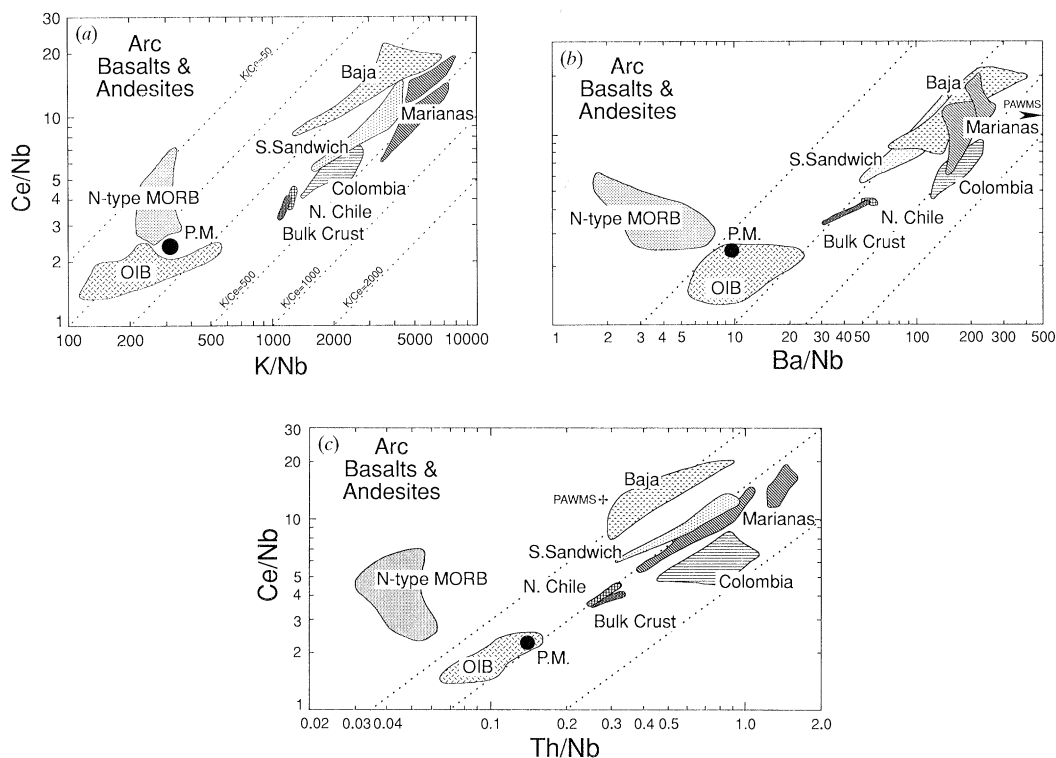 (a)
Arc
Basalts &
Andesites
K/Ce=50
Baja
Marianas
S.Sandwich
Colombia
N-type MORB
N. Chile
P.M.
Bulk Crust
OIB
K/Ce=500
K/Ce=1000
K/Ce=2000
30
20
10
5
4
3
2
1
Ce/Nb
100
200
500
1000
2000
5000
10000
K/Nb
(b)
Arc
Basalts &
Andesites
Baja
PAWMS
Marianas
S.Sandwich
Colombia
N-type MORB
N. Chile
P.M.
Bulk Crust
OIB
1
2
3
4
5
10
20
30
40
50
100
200
300
500
Ba/Nb
(c)
Arc
Basalts &
Andesites
Baja
PAWMS
Marianas
S.Sandwich
N-type MORB
N. Chile
Colombia
Bulk Crust
P.M.
OIB
30
20
10
5
4
3
2
1
Ce/Nb
0.02
0.03
0.04
0.1
0.2
0.3
0.4
0.5
1.0
2.0
Th/Nb